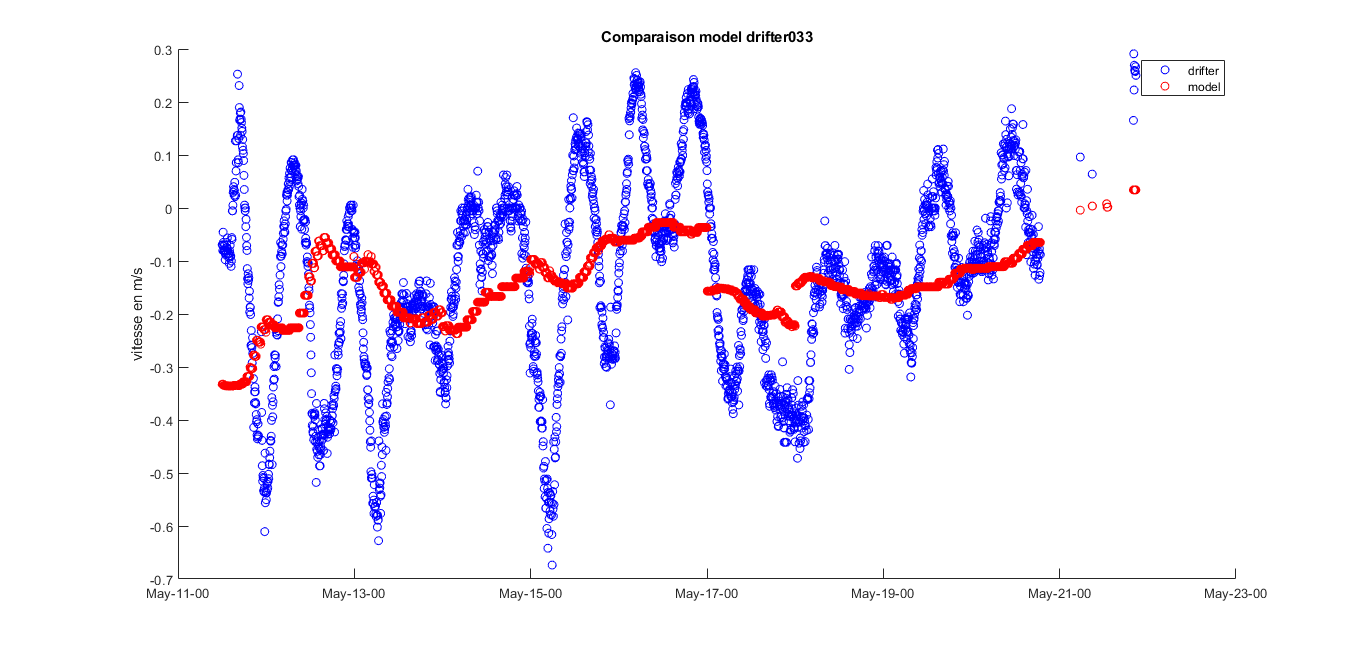 Comparaison model drifter033
0.3
0.2
0.1
0
-0.1
-0.2
-0.3
-0.4
-0.5
-0.6
-0.7
vitesse en m/s
drifter
model
May-11-00
May-13-00
May-15-00
May-17-00
May-19-00
May-21-00
May-23-00